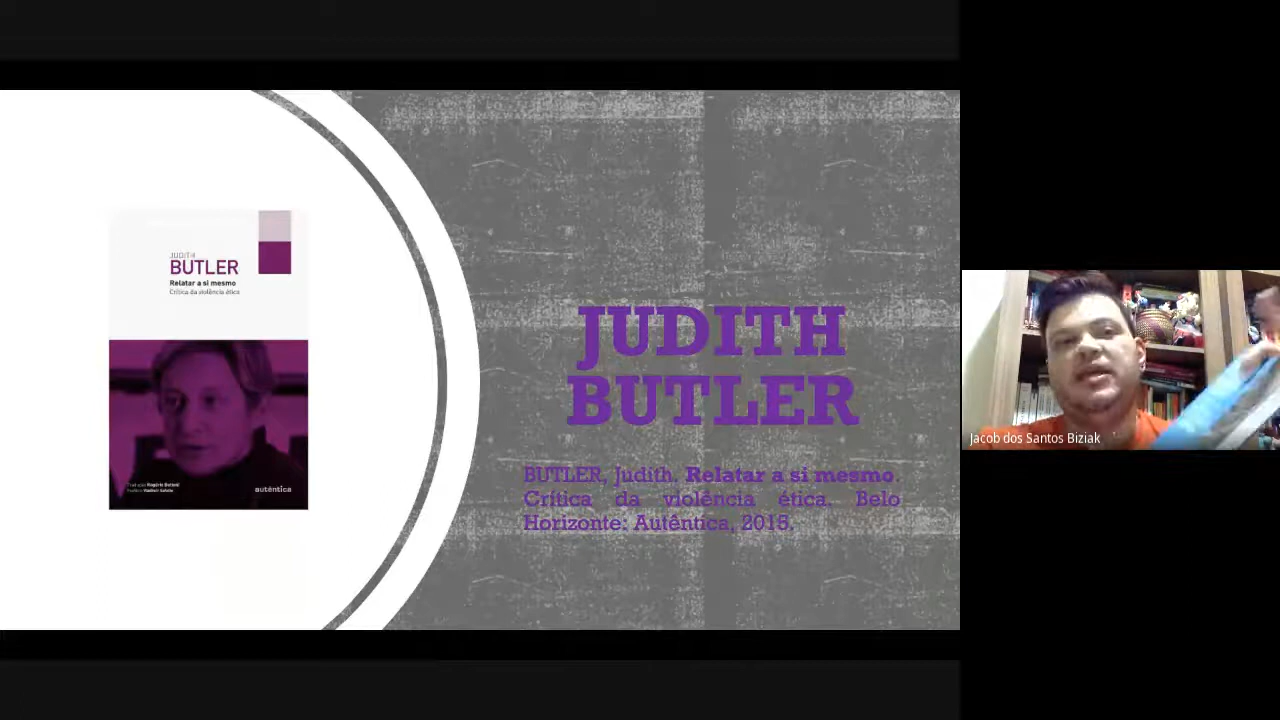 JUDITH
BUTLER
Relatar a si mesmo
Crítica da violência ética
autêntica
JUDITH
BUTLER
BUTLER, Judith. Relatar a si mesmo.
Crítica da violência ética. Belo
Horizonte: Autêntica, 2015.
Jacob dos Santos Biziak